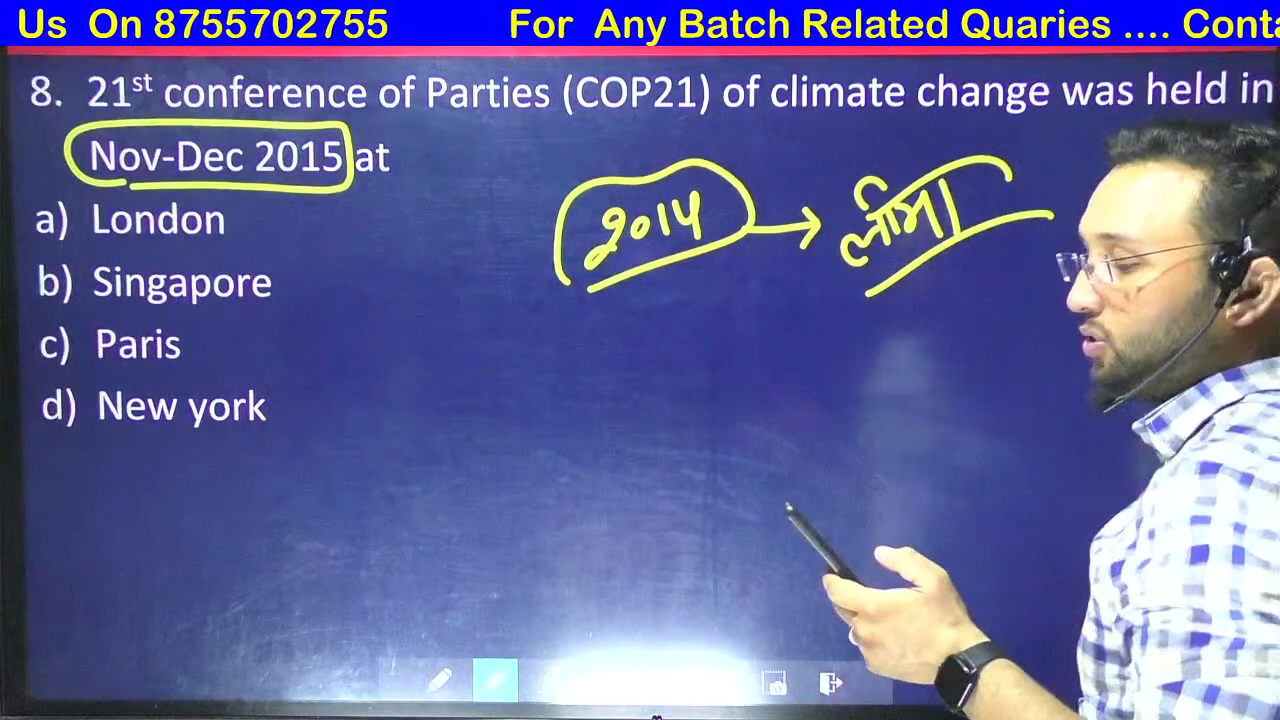 Us On 8755702755 For Any Batch Related Quaries .... Conta
8. 21st conference of Parties (COP21) of climate change was held in
Nov-Dec 2015 at
a) London
b) Singapore
c) Paris
d) New york
2014 → लीमा